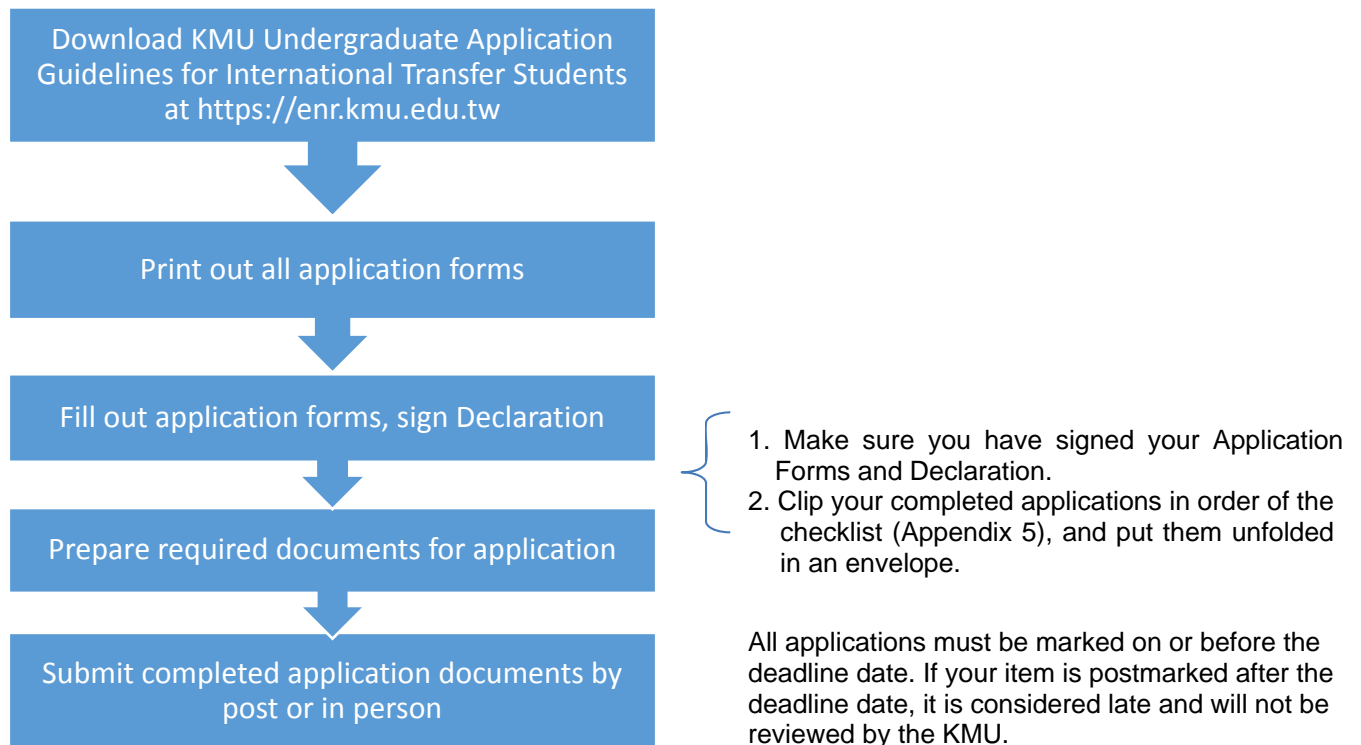 Download KMU Undergraduate Application
Guidelines for International Transfer Students
at https://enr.kmu.edu.tw
Print out all application forms
Fill out application forms, sign Declaration
Prepare required documents for application
Submit completed application documents by
post or in person
1. Make sure you have signed your Application
Forms and Declaration.
2. Clip your completed applications in order of the
checklist (Appendix 5), and put them unfolded
in an envelope.
All applications must be marked on or before the
deadline date. If your item is postmarked after the
deadline date, it is considered late and will not be
reviewed by the KMU.